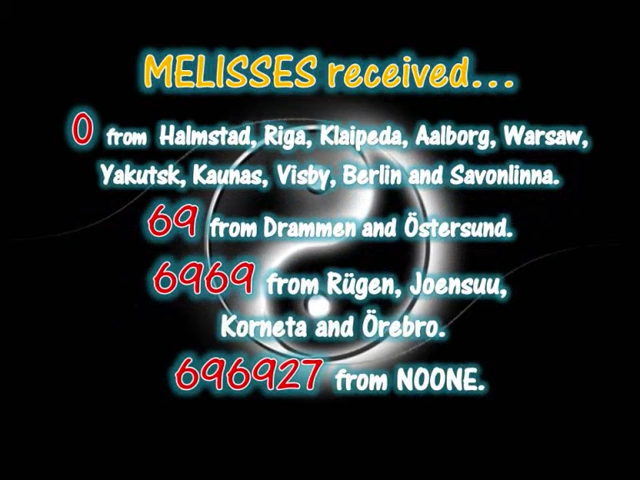 MELISSES received...
0 from Halmstad, Riga, Klaipeda, Aalborg, Warsaw,
Yakutsk, Kaunas, Visby, Berlin and Savonlinna.
69 from Drammen and Östersund.
6969 from Rügen, Joensuu,
Korneta and Örebro.
696927 from NOONE.